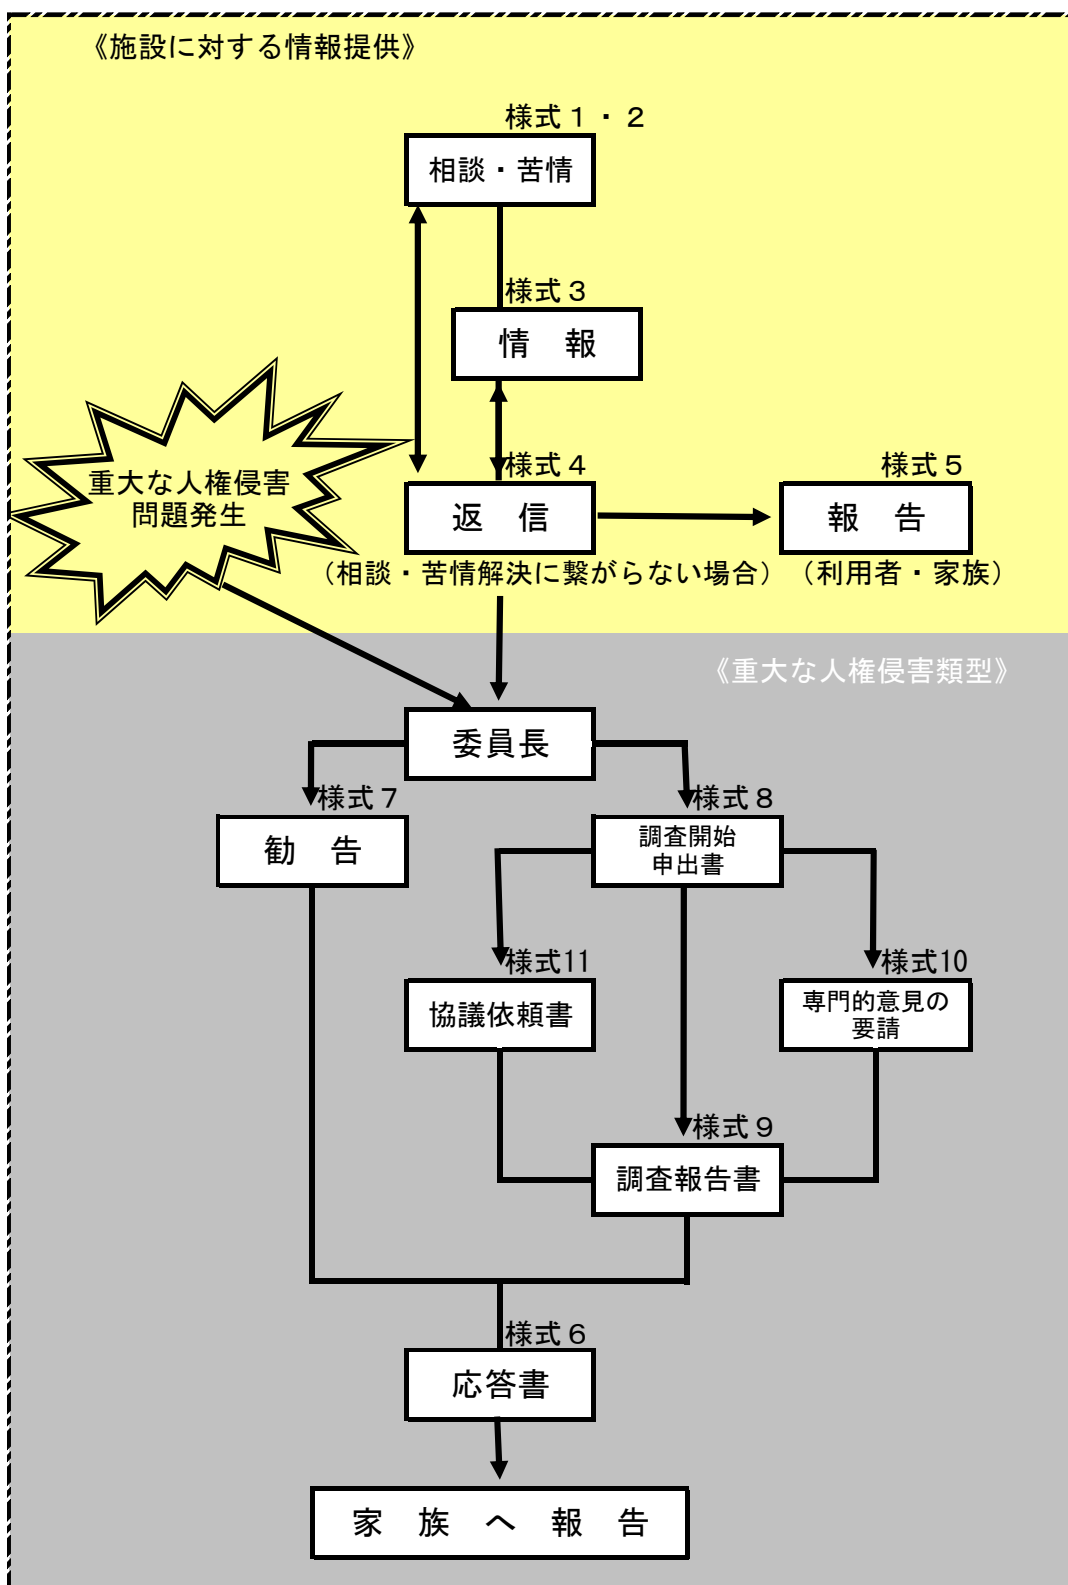 《施設に対する情報提供》
様式１・２
相談・苦情
様式３
情　報
重大な人権侵害
問題発生
様式４
返　信
様式５
報　告
（相談・苦情解決に繋がらない場合）
（利用者・家族）
《重大な人権侵害類型》
委員長
様式７
勧　告
様式８
調査開始
申出書
様式11
協議依頼書
様式10
専門的意見の
要請
様式９
調査報告書
様式６
応答書
家　族　へ　報　告